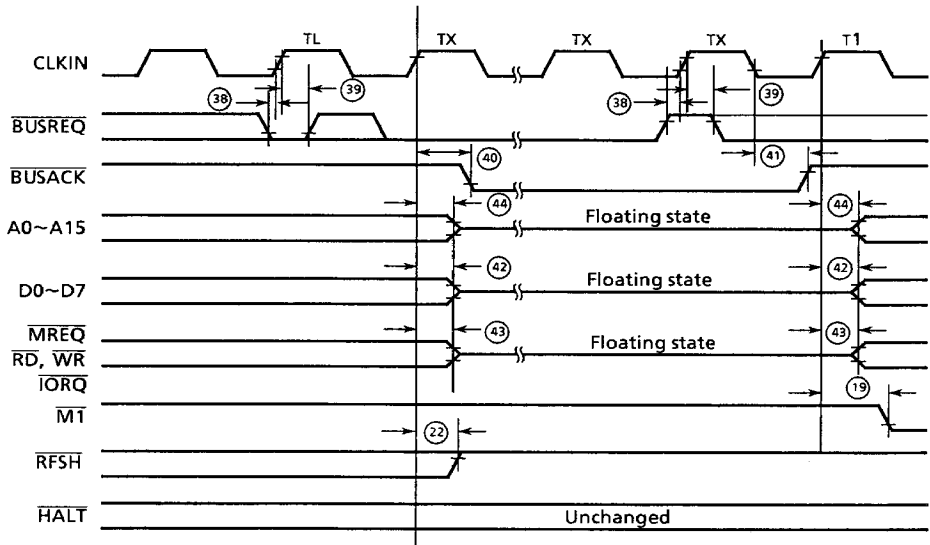 TL TX TX TX T1
CLKIN
38 39 38 39
BUSREQ
40 41
BUSACK
44 Floating state 44
A0~A15
42 Floating state 42
D0~D7
43 Floating state 43
MREQ
RD, WR
IORQ
19
M1
22
RFSH
HALT Unchanged